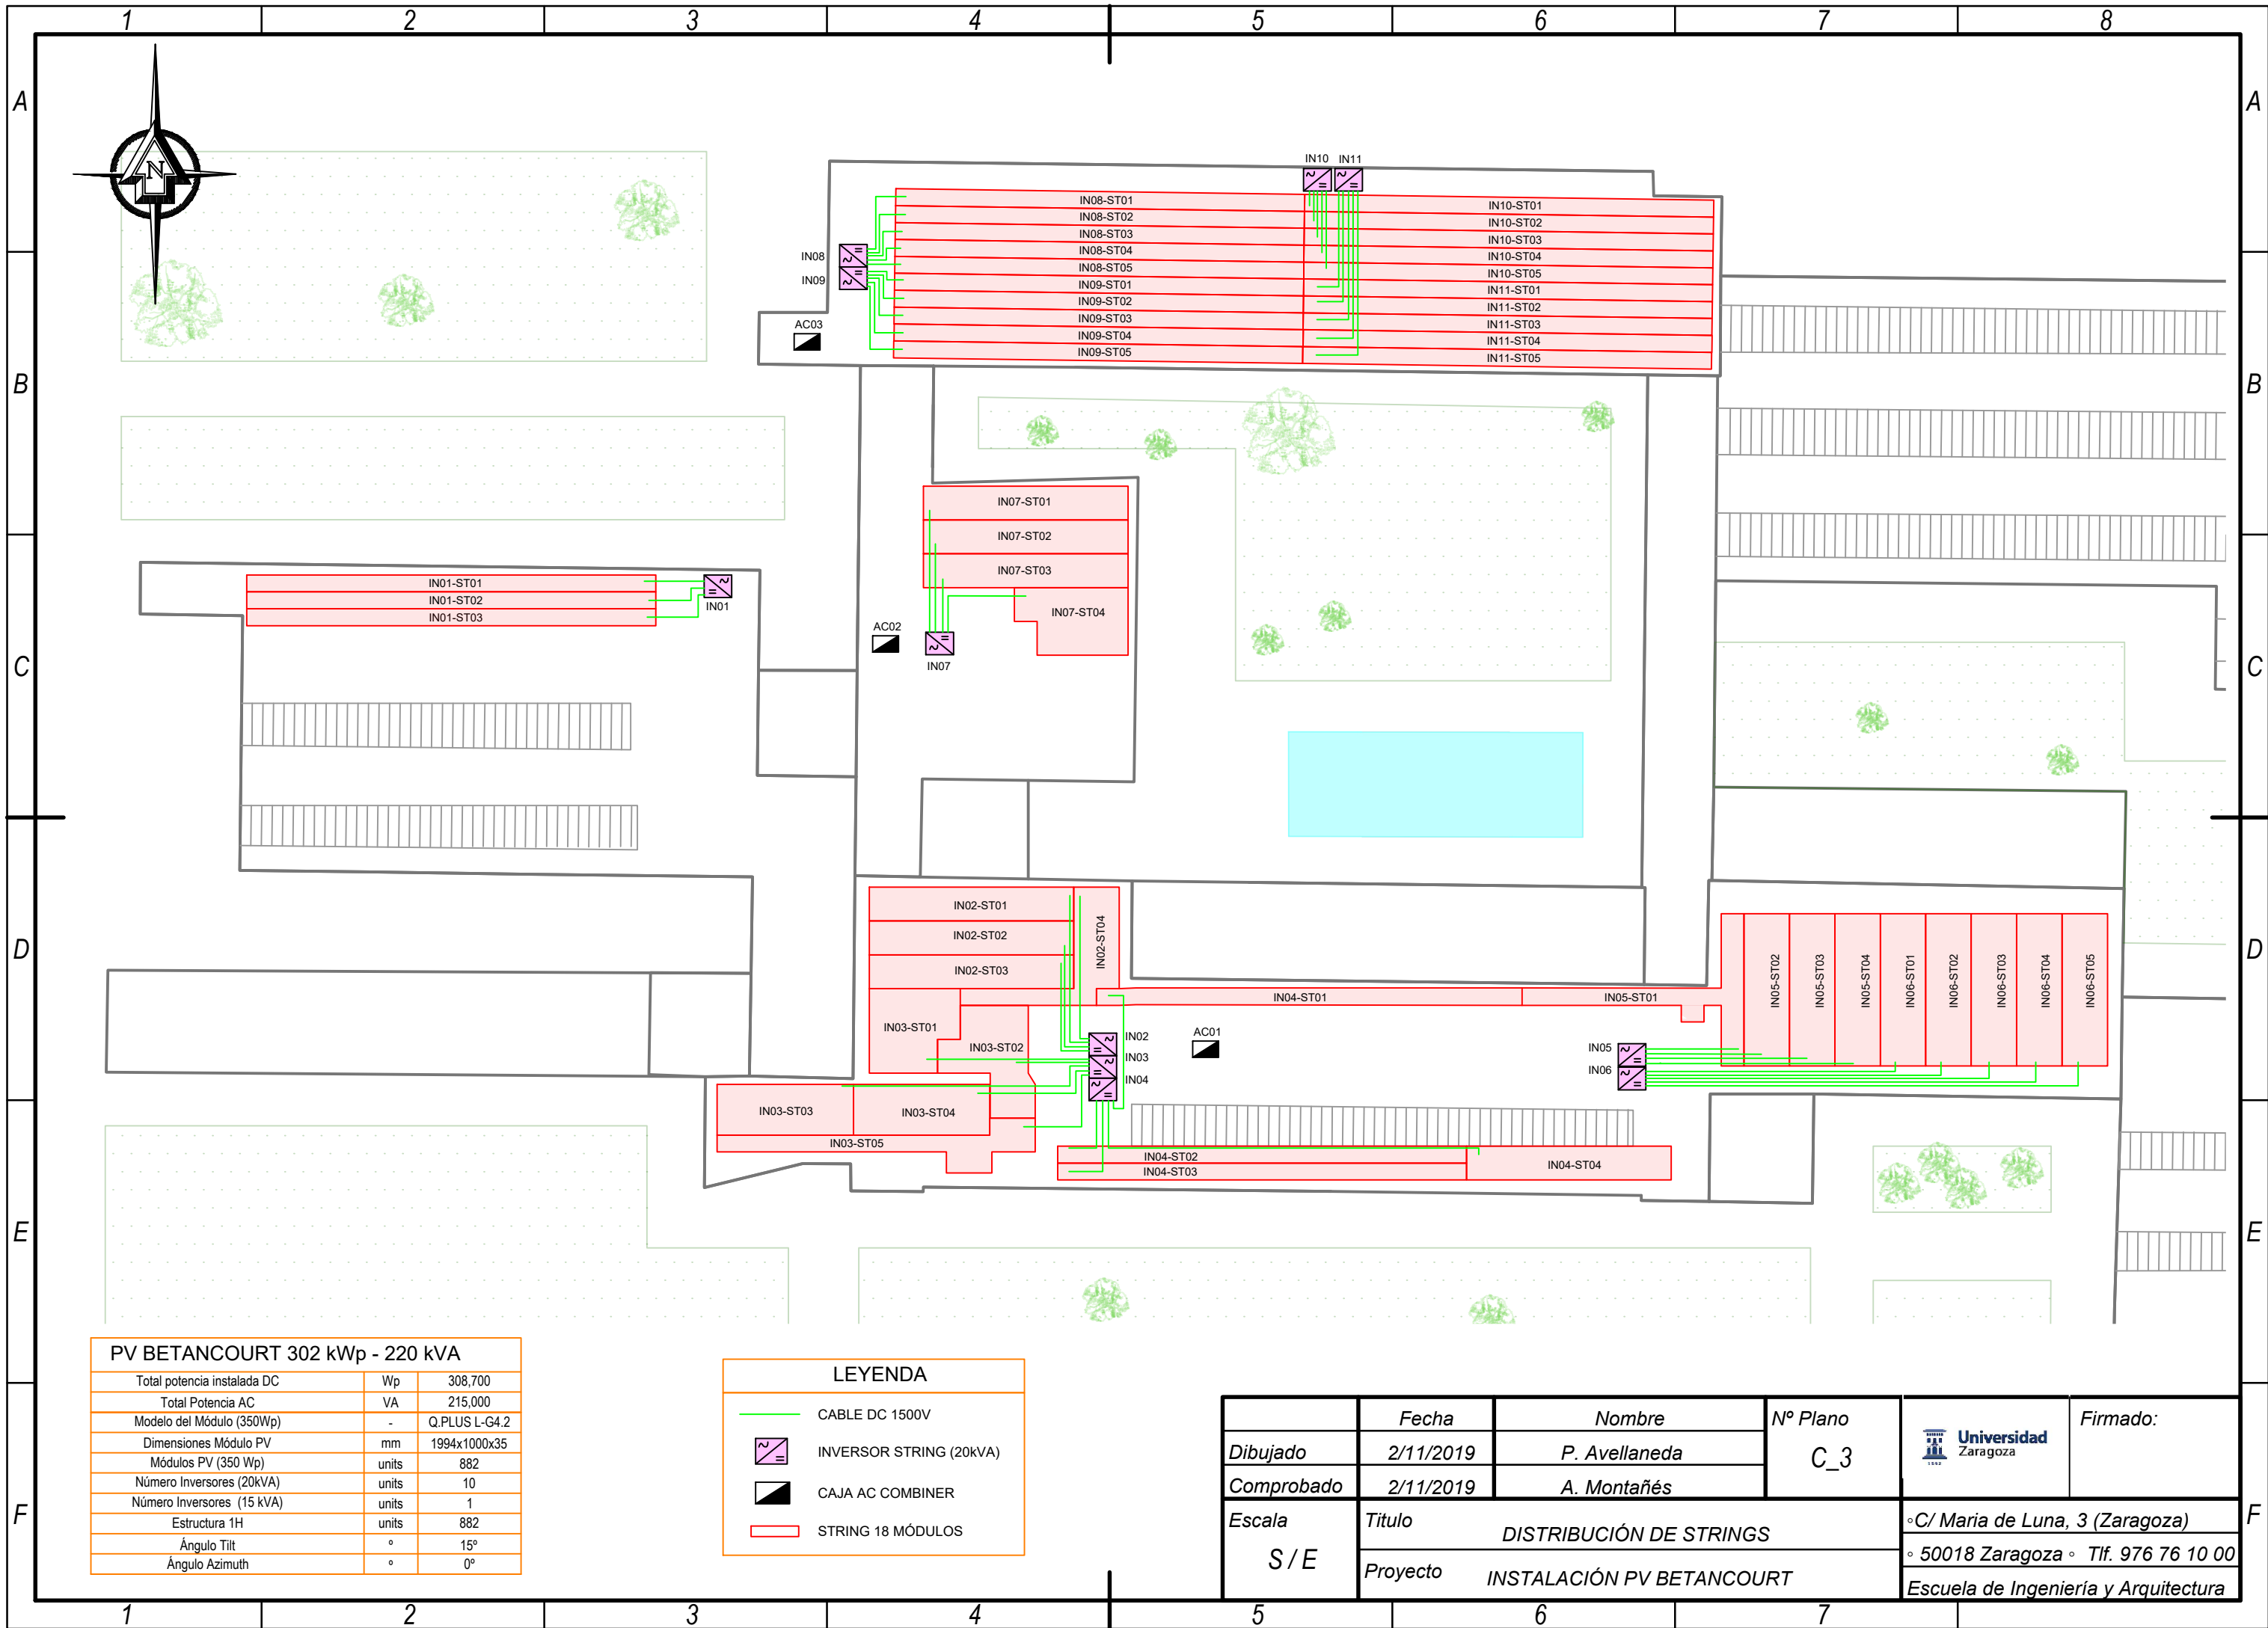 1 2 3 4 5 6 7 8
A A
N
IN10 IN11
IN08-ST01 IN10-ST01
IN08-ST02 IN10-ST02
IN08-ST03 IN10-ST03
IN08 IN08-ST04 IN10-ST04
IN08-ST05 IN10-ST05
IN09 IN09-ST01 IN11-ST01
IN09-ST02 IN11-ST02
AC03 IN09-ST03 IN11-ST03
IN09-ST04 IN11-ST04
IN09-ST05 IN11-ST05
B B
IN07-ST01
IN07-ST02
IN07-ST03
IN01-ST01
IN01-ST02
IN01-ST03
IN01
IN07-ST04
AC02
IN07
C C
IN02-ST01
IN02-ST02
IN02-ST03
IN02-ST04
D D
IN05-ST02
IN05-ST03
IN05-ST04
IN06-ST01
IN06-ST02
IN06-ST03
IN06-ST04
IN06-ST05
IN04-ST01 IN05-ST01
IN03-ST01
IN03-ST02
IN02
IN03
IN04
AC01
IN05
IN06
IN03-ST03 IN03-ST04
IN03-ST05
IN04-ST02
IN04-ST03
IN04-ST04
E E
PV BETANCOURT 302 kWp - 220 kVA
Total potencia instalada DC Wp 308,700
Total Potencia AC VA 215,000
Modelo del Módulo (350Wp) - Q.PLUS L-G4.2
Dimensiones Módulo PV mm 1994x1000x35
Módulos PV (350 Wp) units 882
Número Inversores (20kVA) units 10
Número Inversores (15 kVA) units 1
Estructura 1H units 882
Ángulo Tilt º 15º
Ángulo Azimuth º 0º
LEYENDA
CABLE DC 1500V
INVERSOR STRING (20kVA)
CAJA AC COMBINER
STRING 18 MÓDULOS
Fecha Nombre Nº Plano Firmado:
Dibujado 2/11/2019 P. Avellaneda C_3
Comprobado 2/11/2019 A. Montañés
Universidad
Zaragoza
1542
Escala Titulo DISTRIBUCIÓN DE STRINGS
S / E
Proyecto INSTALACIÓN PV BETANCOURT
◦C/ Maria de Luna, 3 (Zaragoza)
◦ 50018 Zaragoza ◦ Tlf. 976 76 10 00
Escuela de Ingeniería y Arquitectura
F F
1 2 3 4 5 6 7